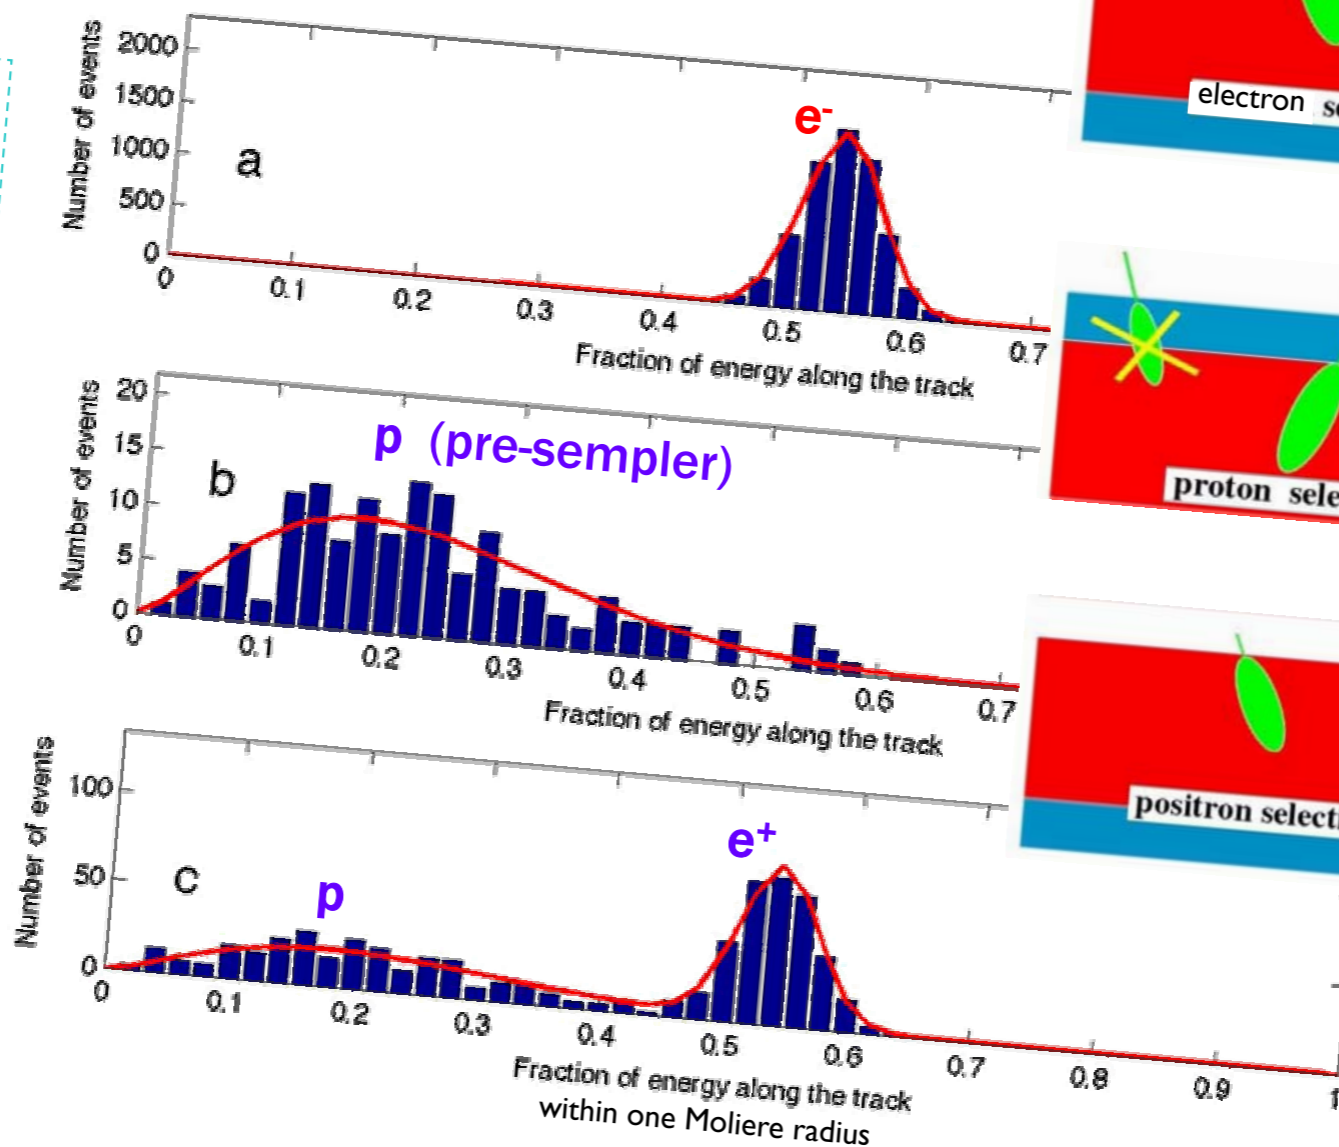 Number of events
2000
1500
1000
500
0
a
e-
0 0.1 0.2 0.3 0.4 0.5 0.6 0.7
Fraction of energy along the track
electron
Number of events
20
15
10
5
0
b
p (pre-sempler)
0 0.1 0.2 0.3 0.4 0.5 0.6 0.7
Fraction of energy along the track
proton
Number of events
100
50
0
c
p
e+
0 0.1 0.2 0.3 0.4 0.5 0.6 0.7 0.8 0.9 1
Fraction of energy along the track
within one Moliere radius
positron